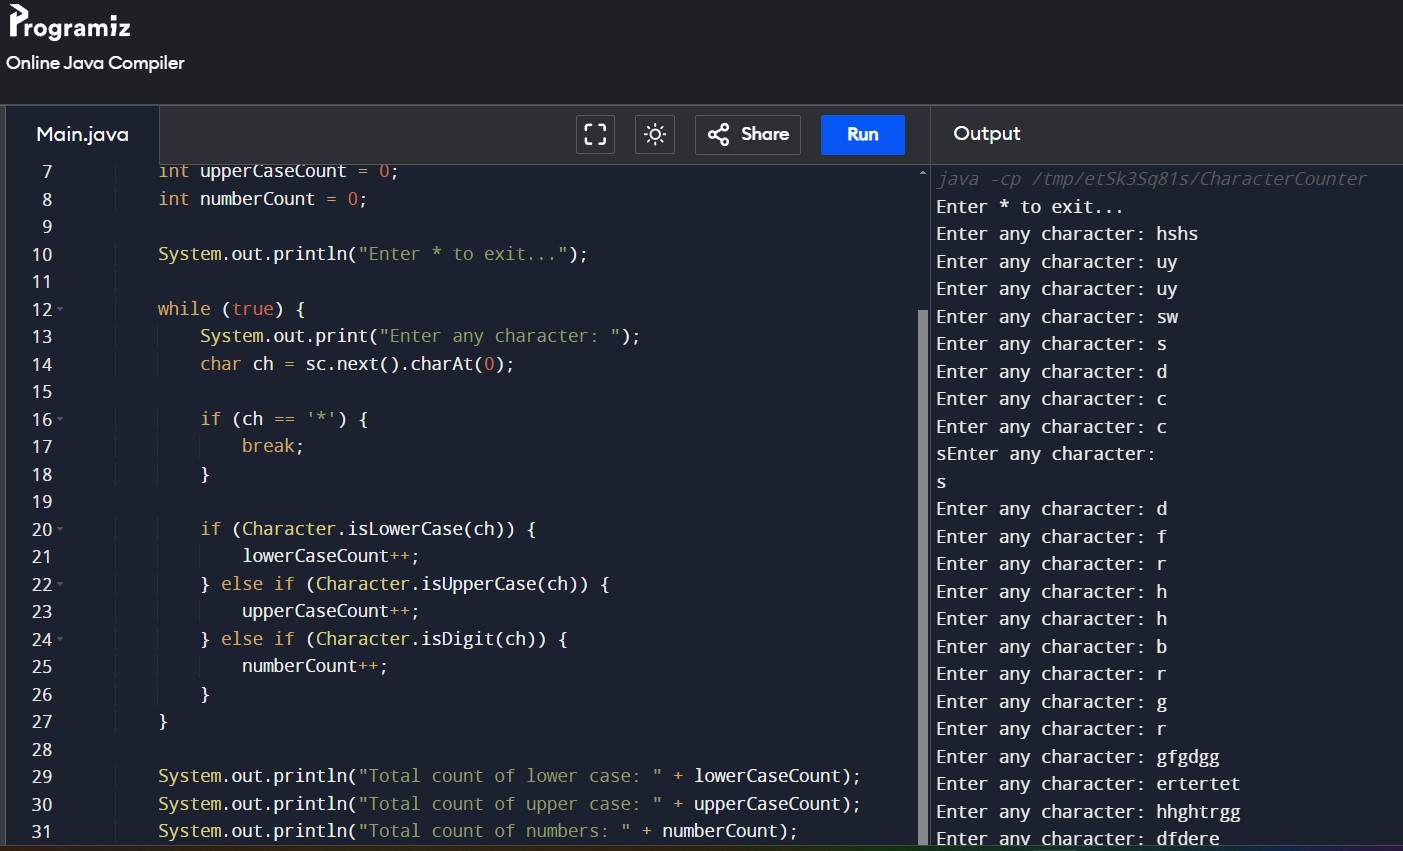 Programiz
Online Java Compiler
Main.java
Share
Run
Output
7 int upperCaseCount = 0;
8 int numberCount = 0;
9
10 System.out.println("Enter * to exit...");
11
12 while (true) {
13 System.out.print("Enter any character: ");
14 char ch = sc.next().charAt(0);
15
16 if (ch == '*') {
17 break;
18 }
19
20 if (Character.isLowerCase(ch)) {
21 lowerCaseCount++;
22 } else if (Character.isUpperCase(ch)) {
23 upperCaseCount++;
24 } else if (Character.isDigit(ch)) {
25 numberCount++;
26 }
27 }
28
29 System.out.println("Total count of lower case: " + lowerCaseCount);
30 System.out.println("Total count of upper case: " + upperCaseCount);
31 System.out.println("Total count of numbers: " + numberCount);
java -cp /tmp/etSk3Sq81s/CharacterCounter
Enter * to exit...
Enter any character: hshs
Enter any character: uy
Enter any character: uy
Enter any character: sw
Enter any character: s
Enter any character: d
Enter any character: c
Enter any character: c
sEnter any character:
s
Enter any character: d
Enter any character: f
Enter any character: r
Enter any character: h
Enter any character: h
Enter any character: b
Enter any character: r
Enter any character: g
Enter any character: r
Enter any character: gfgdgg
Enter any character: ertertet
Enter any character: hhghtrgg
Enter any character: dfdere